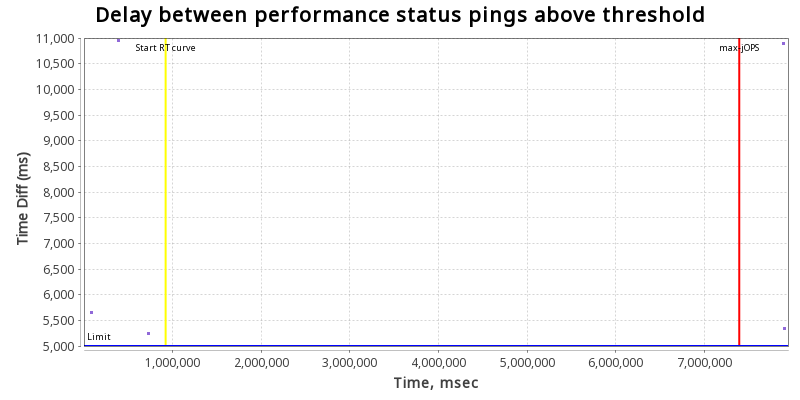 Delay between performance status pings above threshold
Time Diff (ms)
11,000
10,500
10,000
9,500
9,000
8,500
8,000
7,500
7,000
6,500
6,000
5,500
5,000
Start RT curve
max-jOPS
Limit
1,000,000 2,000,000 3,000,000 4,000,000 5,000,000 6,000,000 7,000,000
Time, msec